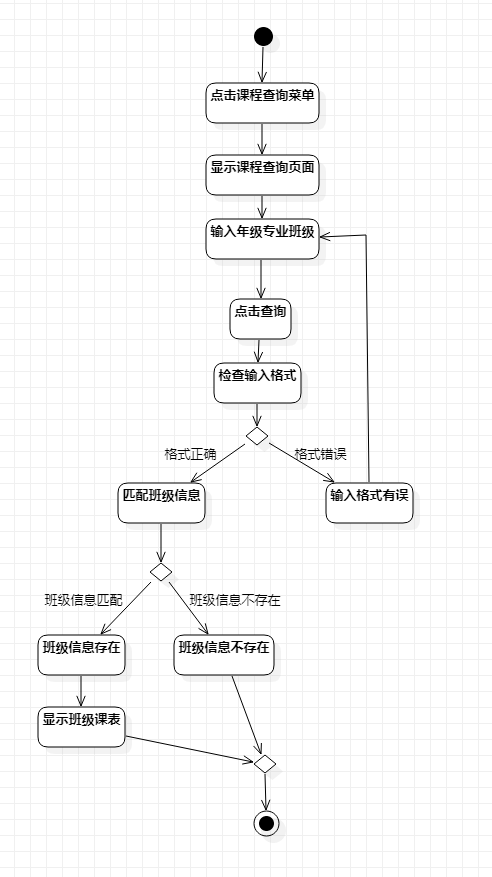 点击课程查询菜单
显示课程查询页面
输入年级专业班级
点击查询
检查输入格式
格式正确
格式错误
匹配班级信息
输入格式有误
班级信息匹配
班级信息不存在
班级信息存在
班级信息不存在
显示班级课表